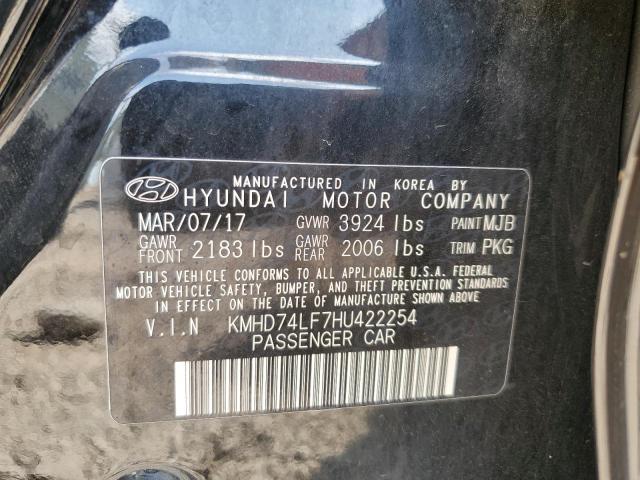 MANUFACTURED IN KOREA BY
HYUNDAI MOTOR COMPANY
MAR/07/17 GVWR 3924 lbs PAINT MJB
GAWR FRONT 2183 lbs GAWR REAR 2006 lbs TRIM PKG
THIS VEHICLE CONFORMS TO ALL APPLICABLE U.S.A. FEDERAL
MOTOR VEHICLE SAFETY, BUMPER, AND THEFT PREVENTION STANDARDS
IN EFFECT ON THE DATE OF MANUFACTURE SHOWN ABOVE.
V.I.N KMHD74LF7HU422254
PASSENGER CAR